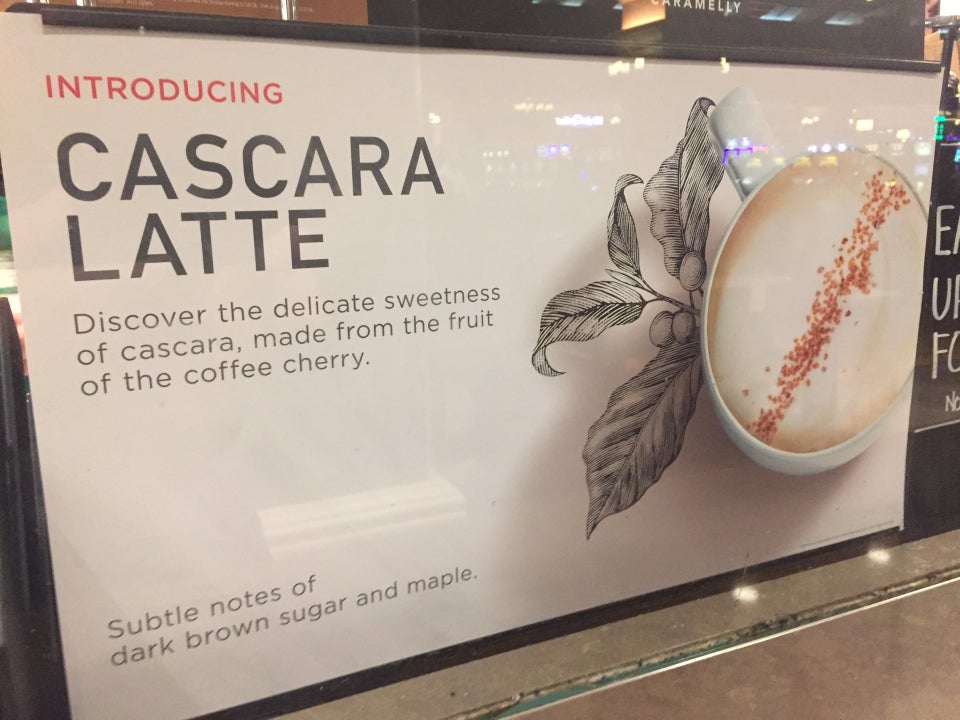 CARAMELLY
INTRODUCING
CASCARA
LATTE
Discover the delicate sweetness
of cascara, made from the fruit
of the coffee cherry.
Subtle notes of
dark brown sugar and maple.